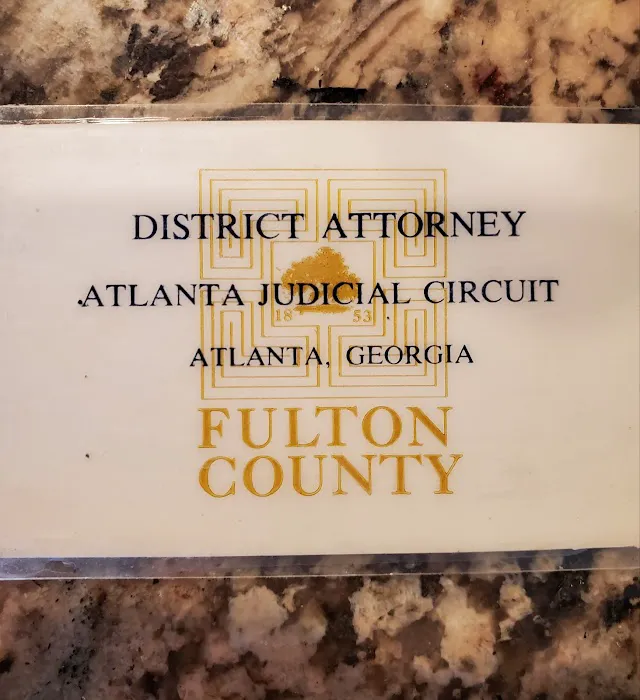 DISTRICT ATTORNEY
ATLANTA JUDICIAL CIRCUIT
18 53
ATLANTA, GEORGIA
FULTON
COUNTY